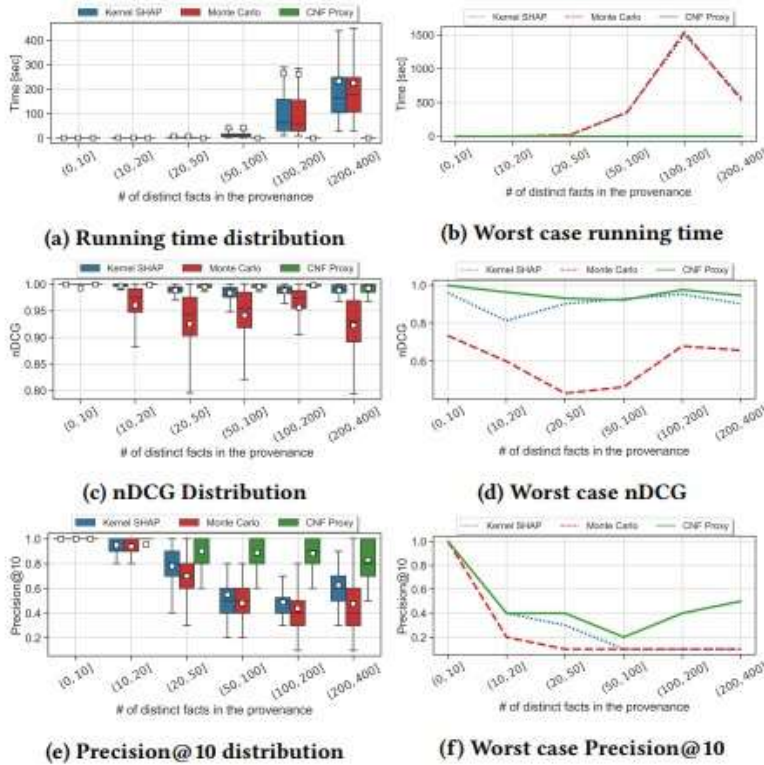 Kernel SHAP Monte Carlo CNF Proxy
Time [sec]
400
300
200
100
0
(0, 10] (10, 20] (20, 50] (50, 100] (100, 200] (200, 400]
# of distinct facts in the provenance
(a) Running time distribution
Kernel SHAP Monte Carlo CNF Proxy
Time [sec]
1500
1000
500
0
(0, 10] (10, 20] (20, 50] (50, 100] (100, 200] (200, 400]
# of distinct facts in the provenance
(b) Worst case running time
Kernel SHAP Monte Carlo CNF Proxy
nDCG
1.00
0.95
0.90
0.85
0.80
(0, 10] (10, 20] (20, 50] (50, 100] (100, 200] (200, 400]
# of distinct facts in the provenance
(c) nDCG Distribution
Kernel SHAP Monte Carlo CNF Proxy
nDCG
1.0
0.8
0.6
(0, 10] (10, 20] (20, 50] (50, 100] (100, 200] (200, 400]
# of distinct facts in the provenance
(d) Worst case nDCG
Kernel SHAP Monte Carlo CNF Proxy
Precision@10
1.0
0.8
0.6
0.4
0.2
(0, 10] (10, 20] (20, 50] (50, 100] (100, 200] (200, 400]
# of distinct facts in the provenance
(e) Precision@10 distribution
Kernel SHAP Monte Carlo CNF Proxy
Precision@10
1.0
0.8
0.6
0.4
0.2
(0, 10] (10, 20] (20, 50] (50, 100] (100, 200] (200, 400]
# of distinct facts in the provenance
(f) Worst case Precision@10